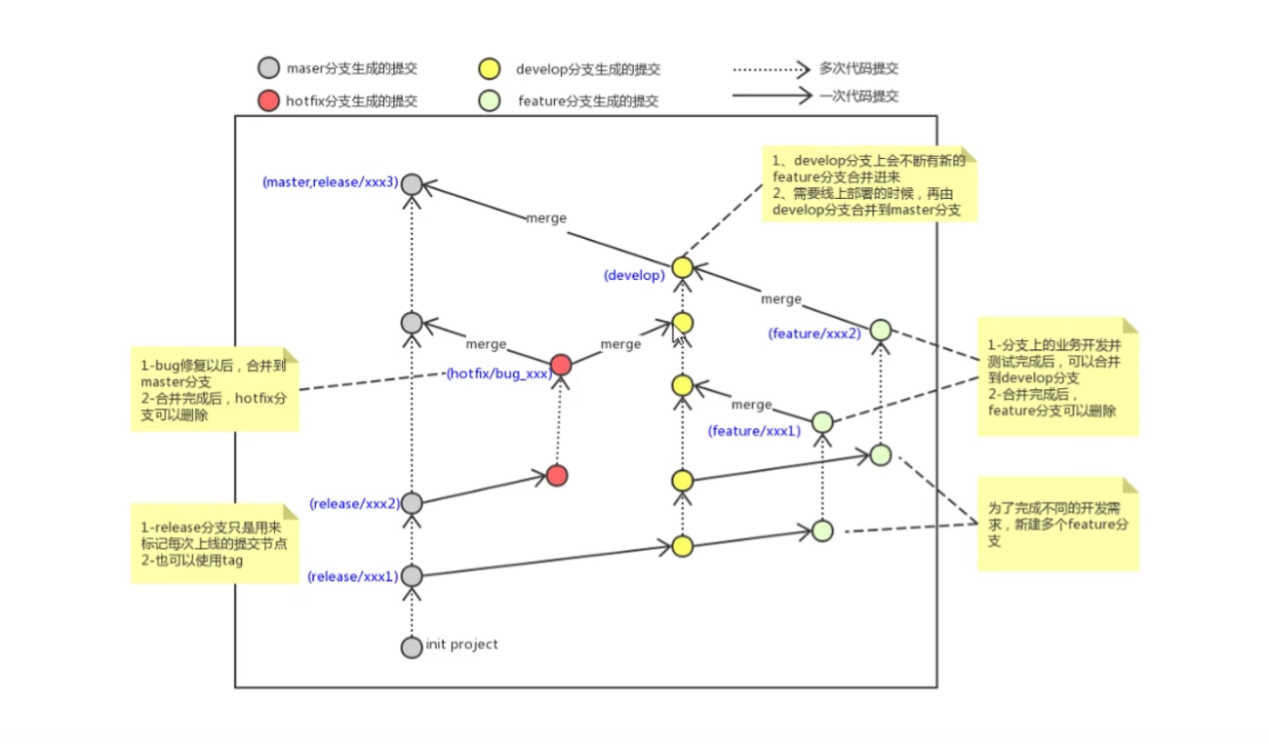 maser分支生成的提交
develop分支生成的提交
多次代码提交
hotfix分支生成的提交
feature分支生成的提交
一次代码提交
1、develop分支上会不断有新的
feature分支合并进来
2、需要线上部署的时候，再由
develop分支合并到master分支
(master,release/xxx3)
merge
(develop)
merge
(feature/xxx2)
merge
merge
(hotfix/bug_xxx)
1-bug修复以后，合并到
master分支
2-合并完成后，hotfix分
支可以删除
1-分支上的业务开发并
测试完成后，可以合并
到develop分支
2-合并完成后，
feature分支可以删除
merge
(feature/xxx1)
(release/xxx2)
1-release分支只是用来
标记每次上线的提交节点
2-也可以使用tag
为了完成不同的开发需
求，新建多个feature分
支
(release/xxx1)
init project